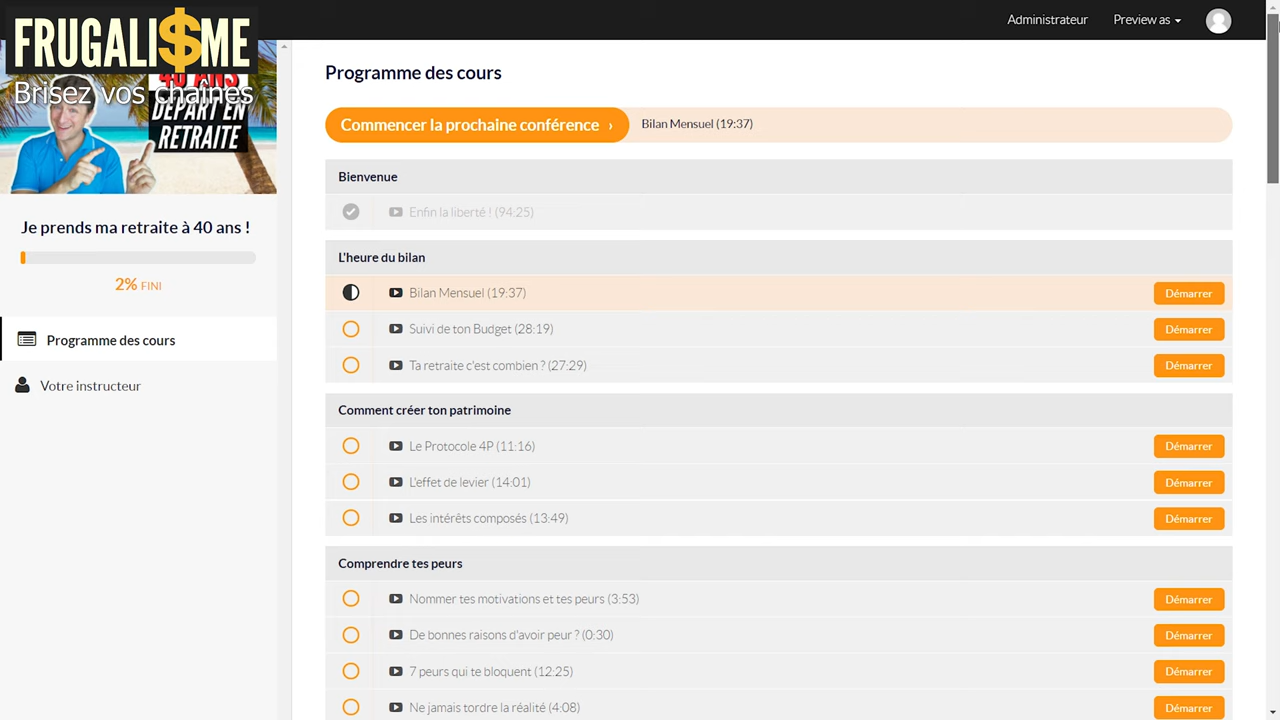 FRUGALI$ME
Brisez vos chaînes
40 ANS
DÉPART EN
RETRAITE
Je prends ma retraite à 40 ans !
2% FINI
Programme des cours
Votre instructeur
Administrateur
Preview as
Programme des cours
Commencer la prochaine conférence ›
Bilan Mensuel (19:37)
Bienvenue
Enfin la liberté ! (94:25)
L'heure du bilan
Bilan Mensuel (19:37) Démarrer
Suivi de ton Budget (28:19) Démarrer
Ta retraite c'est combien ? (27:29) Démarrer
Comment créer ton patrimoine
Le Protocole 4P (11:16) Démarrer
L'effet de levier (14:01) Démarrer
Les intérêts composés (13:49) Démarrer
Comprendre tes peurs
Nommer tes motivations et tes peurs (3:53) Démarrer
De bonnes raisons d'avoir peur ? (0:30) Démarrer
7 peurs qui te bloquent (12:25) Démarrer
Ne jamais tordre la réalité (4:08) Démarrer